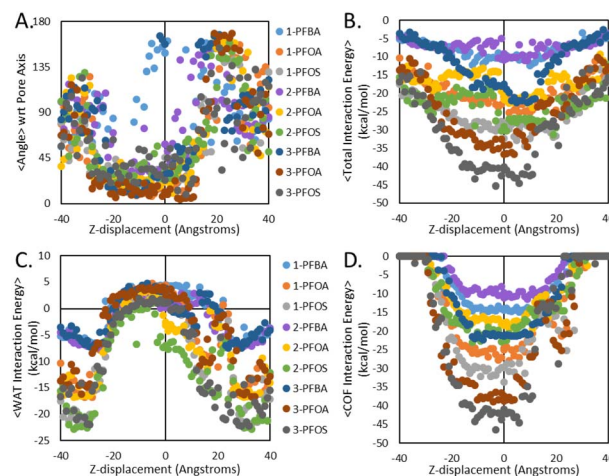 A.
180
135
90
45
0
<Angle> wrt Pore Axis
-40 -20 0 20 40
Z-displacement (Angstroms)
1-PFBA
1-PFOA
1-PFOS
2-PFBA
2-PFOA
2-PFOS
3-PFBA
3-PFOA
3-PFOS
B.
0
-5
-10
-15
-20
-25
-30
-35
-40
-45
-50
<Total Interaction Energy>
(kcal/mol)
-40 -20 0 20 40
Z-displacement (Angstroms)
C.
10
5
0
-5
-10
-15
-20
-25
<WAT Interaction Energy>
(kcal/mol)
-40 -20 0 20 40
Z-displacement (Angstroms)
1-PFBA
1-PFOA
1-PFOS
2-PFBA
2-PFOA
2-PFOS
3-PFBA
3-PFOA
3-PFOS
D.
0
-5
-10
-15
-20
-25
-30
-35
-40
-45
-50
<COF Interaction Energy>
(kcal/mol)
-40 -20 0 20 40
Z-displacement (Angstroms)